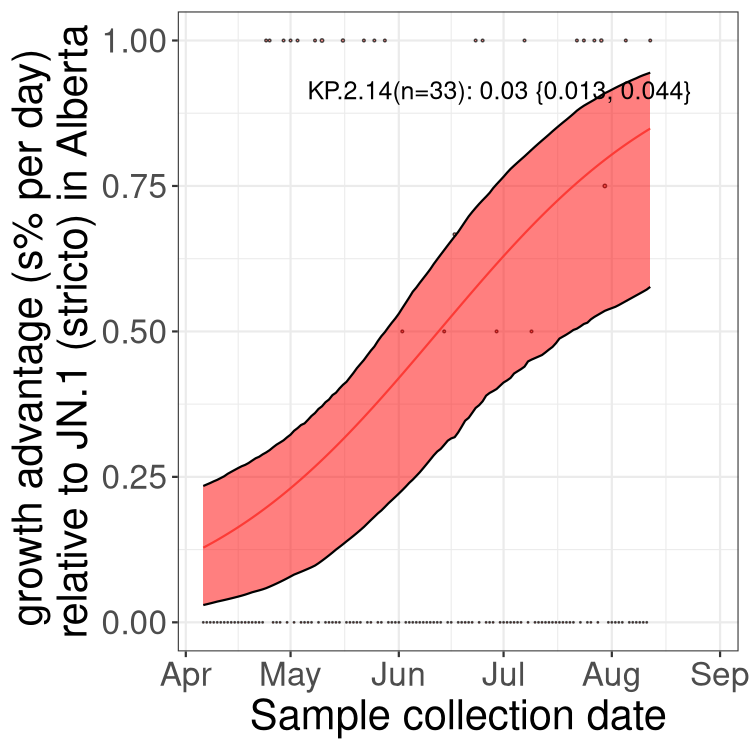 growth advantage (s% per day)
relative to JN.1 (stricto) in Alberta
1.00
0.75
0.50
0.25
0.00
KP.2.14(n=33): 0.03 {0.013, 0.044}
Apr May Jun Jul Aug Sep
Sample collection date